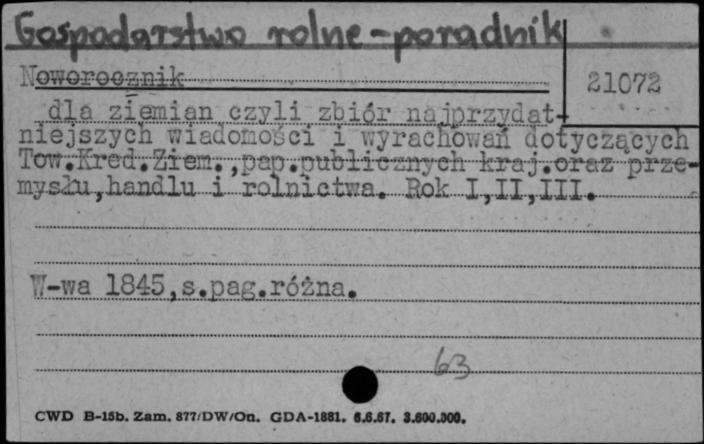 Gospodarstwo rolne - poradnik
Noworocznik
21072
dla ziemian czyli zbiór najprzydat-
niejszych wiadomości i wyrachowań dotyczących
Tow.Kred.Ziem.,pap.publicznych kraj.oraz prze-
mysłu,handlu i rolnictwa. Rok I,II,III.
W-wa 1845,s.pag.różna.
63
CWD B-15b. Zam. 877/DW/On. GDA-1881. 6.6.67. 3.600.000.